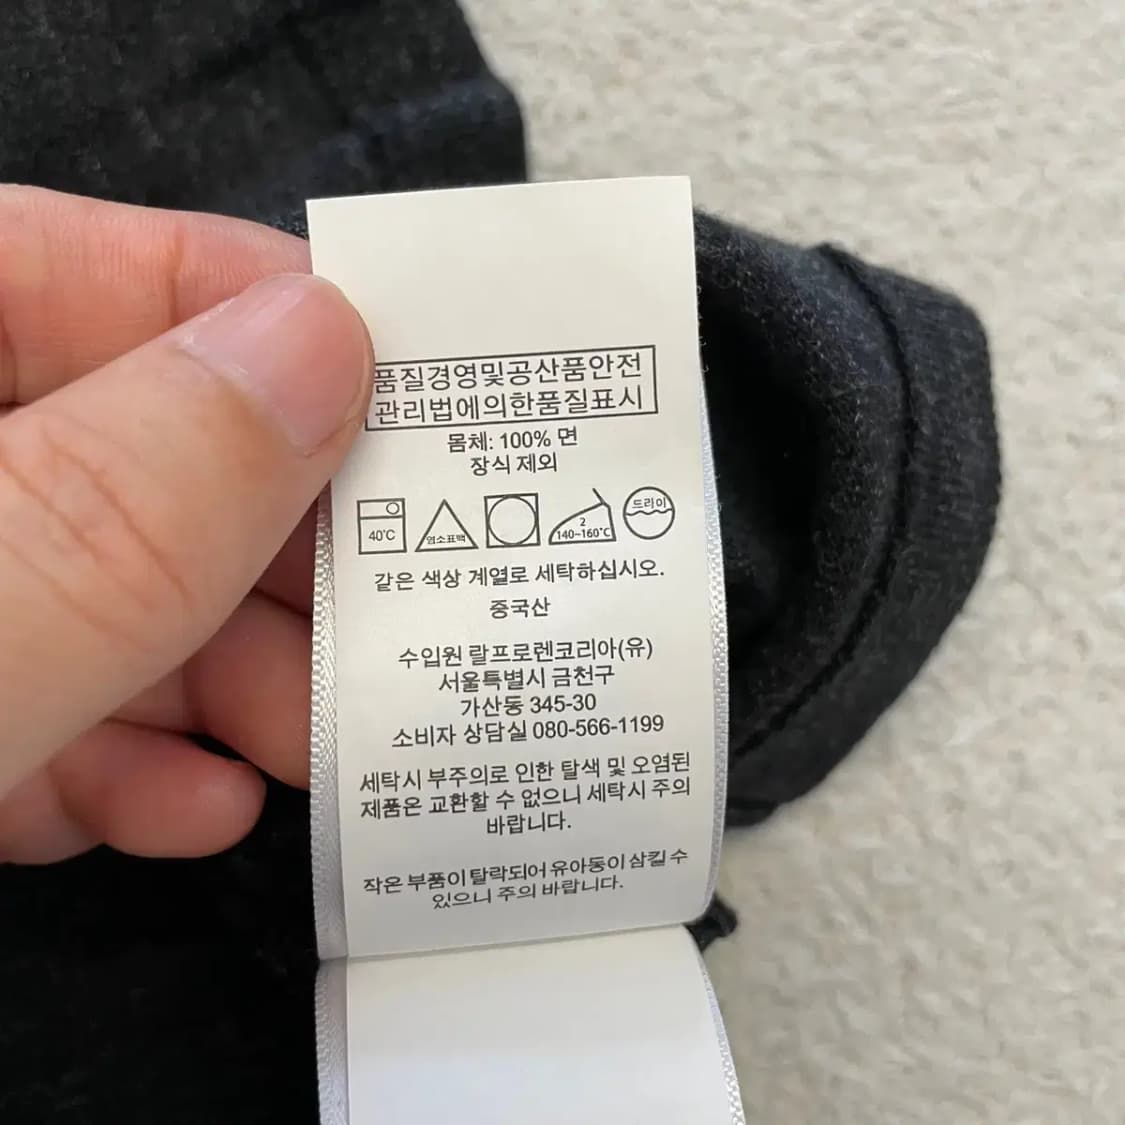 품질경영및공산품안전
관리법에의한품질표시
몸체: 100% 면
장식 제외
40°C
염소표백
2
140~160°C
드라이
같은 색상 계열로 세탁하십시오.
중국산
수입원 랄프로렌코리아(유)
서울특별시 금천구
가산동 345-30
소비자 상담실 080-566-1199
세탁시 부주의로 인한 탈색 및 오염된
제품은 교환할 수 없으니 세탁시 주의
바랍니다.
작은 부품이 탈락되어 유아동이 삼킬 수
있으니 주의 바랍니다.